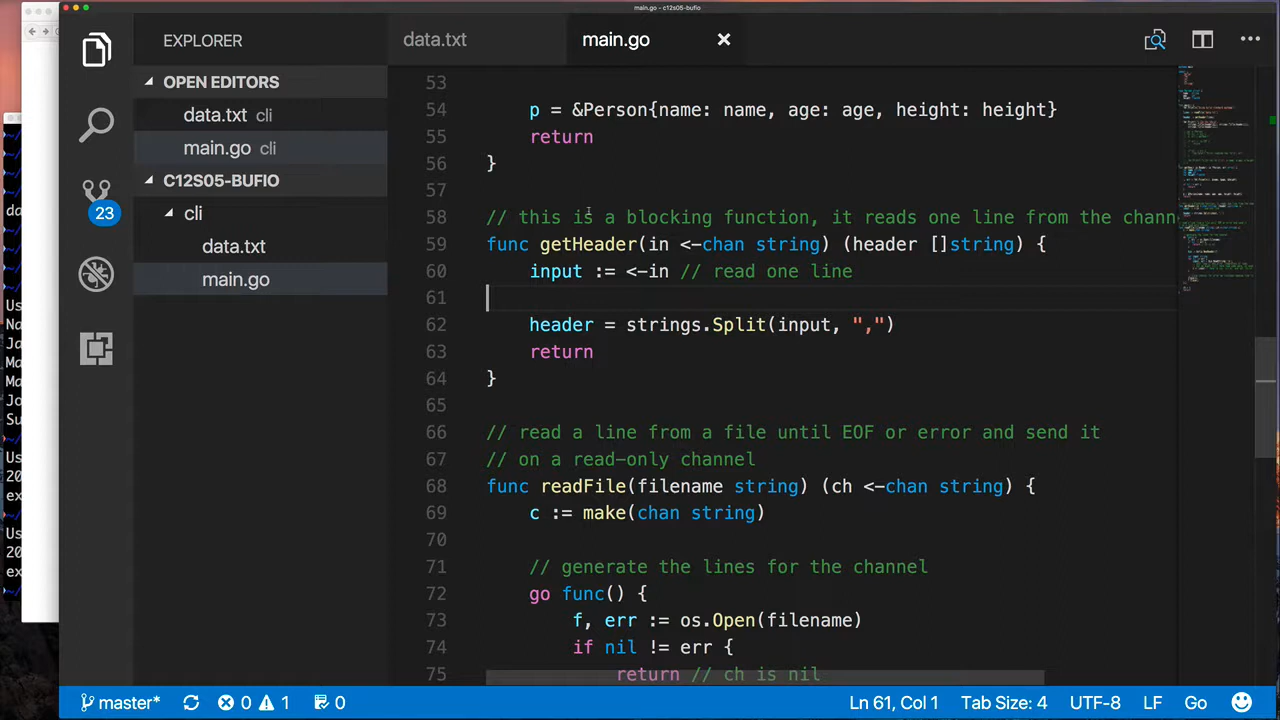 main.go - c12s05-bufio
EXPLORER
OPEN EDITORS
data.txt cli
main.go cli
C12S05-BUFIO
cli
data.txt
main.go
23
data.txt
main.go
53
54 p = &Person{name: name, age: age, height: height}
55 return
56 }
57
58 // this is a blocking function, it reads one line from the chann
59 func getHeader(in <-chan string) (header []string) {
60 input := <-in // read one line
61
62 header = strings.Split(input, ",")
63 return
64 }
65
66 // read a line from a file until EOF or error and send it
67 // on a read-only channel
68 func readFile(filename string) (ch <-chan string) {
69 c := make(chan string)
70
71 // generate the lines for the channel
72 go func() {
73 f, err := os.Open(filename)
74 if nil != err {
75 return // ch is nil
master* 0 1 0 Ln 61, Col 1 Tab Size: 4 UTF-8 LF Go